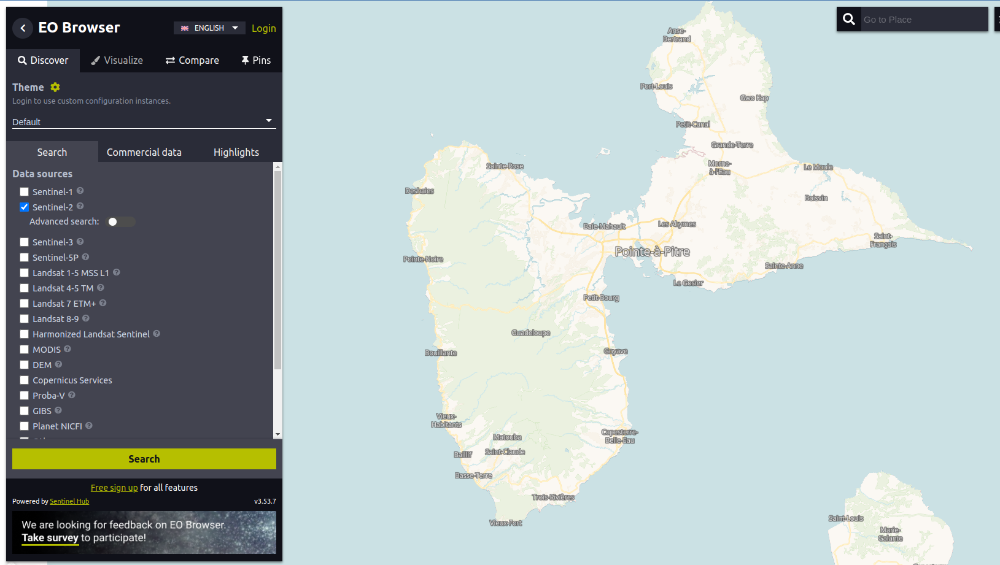 EO Browser
ENGLISH
Login
Discover
Visualize
Compare
Pins
Theme
Login to use custom configuration instances.
Default
Search
Commercial data
Highlights
Data sources
Sentinel-1
Sentinel-2
Advanced search:
Sentinel-3
Sentinel-5P
Landsat 1-5 MSS L1
Landsat 4-5 TM
Landsat 7 ETM+
Landsat 8-9
Harmonized Landsat Sentinel
MODIS
DEM
Copernicus Services
Proba-V
GIBS
Planet NICFI
Search
Free sign up for all features
Powered by Sentinel Hub
v3.53.7
We are looking for feedback on EO Browser.
Take survey to participate!
Go to Place
Anse-
Bertrand
Port-Louis
Gwo Kap
Petit-Canal
Grande-Terre
Morne-
à-l'Eau
Le Moule
Sainte-Rose
Deshaies
Boisvin
Baie-Mahault
Les Abymes
Saint-
François
Pointe-à-Pitre
Pointe-Noire
Sainte-Anne
Le Gosier
Petit-Bourg
Guadeloupe
Bouillante
Goyave
Vieux-
Habitants
Capesterre-
Belle-Eau
Matouba
Saint-Claude
Baillif
Basse-Terre
Trois-Rivières
Vieux-Fort
Saint-Louis
Marie-
Galante